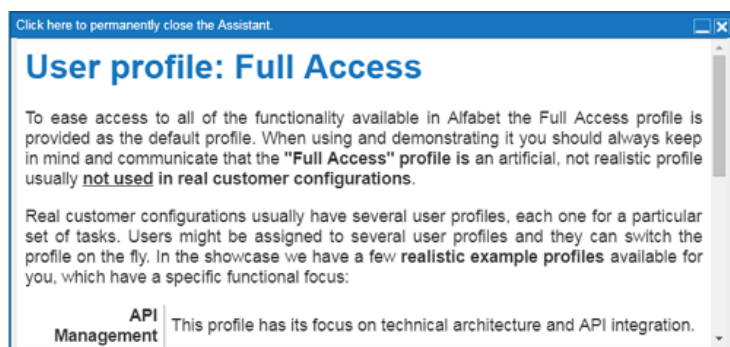 Click here to permanently close the Assistant.
User profile: Full Access
To ease access to all of the functionality available in Alfabet the Full Access profile is
provided as the default profile. When using and demonstrating it you should always keep
in mind and communicate that the "Full Access" profile is an artificial, not realistic profile
usually not used in real customer configurations.
Real customer configurations usually have several user profiles, each one for a particular
set of tasks. Users might be assigned to several user profiles and they can switch the
profile on the fly. In the showcase we have a few realistic example profiles available for
you, which have a specific functional focus:
API
Management
This profile has its focus on technical architecture and API integration.